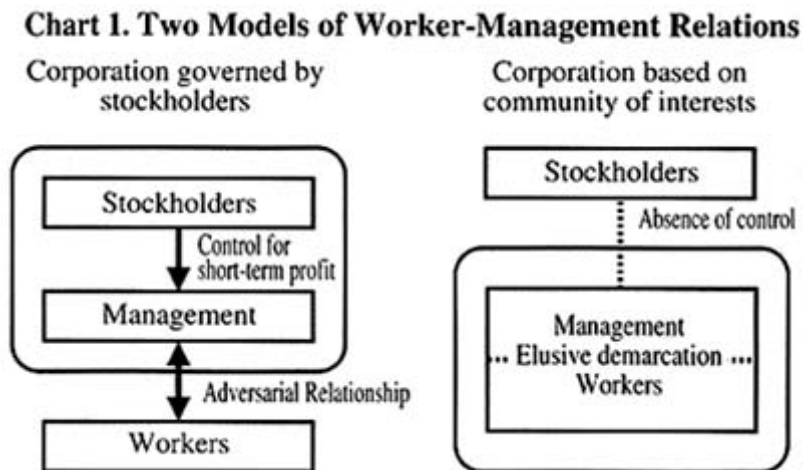 Chart 1. Two Models of Worker-Management Relations
Corporation governed by
stockholders
Stockholders
Control for
short-term profit
Management
Adversarial Relationship
Workers
Corporation based on
community of interests
Stockholders
Absence of control
Management
... Elusive demarcation ...
Workers